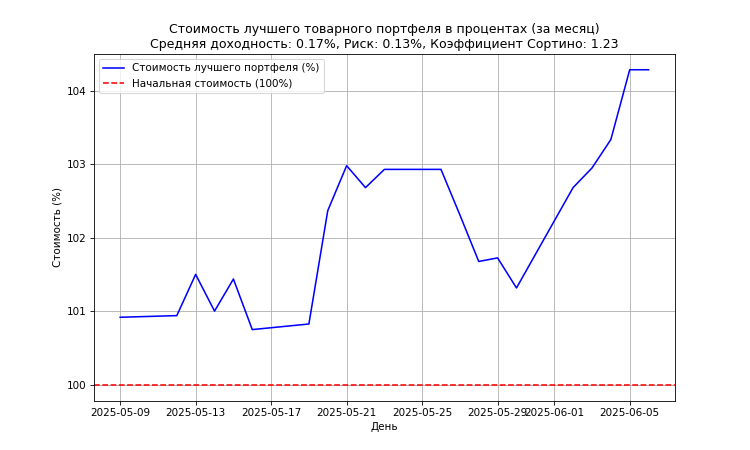 Стоимость лучшего товарного портфеля в процентах (за месяц)
Средняя доходность: 0.17%, Риск: 0.13%, Коэффициент Сортино: 1.23
Стоимость лучшего портфеля (%)
Начальная стоимость (100%)
Стоимость (%)
104
103
102
101
100
2025-05-09 2025-05-13 2025-05-17 2025-05-21 2025-05-25 2025-05-29 2025-06-01 2025-06-05
День